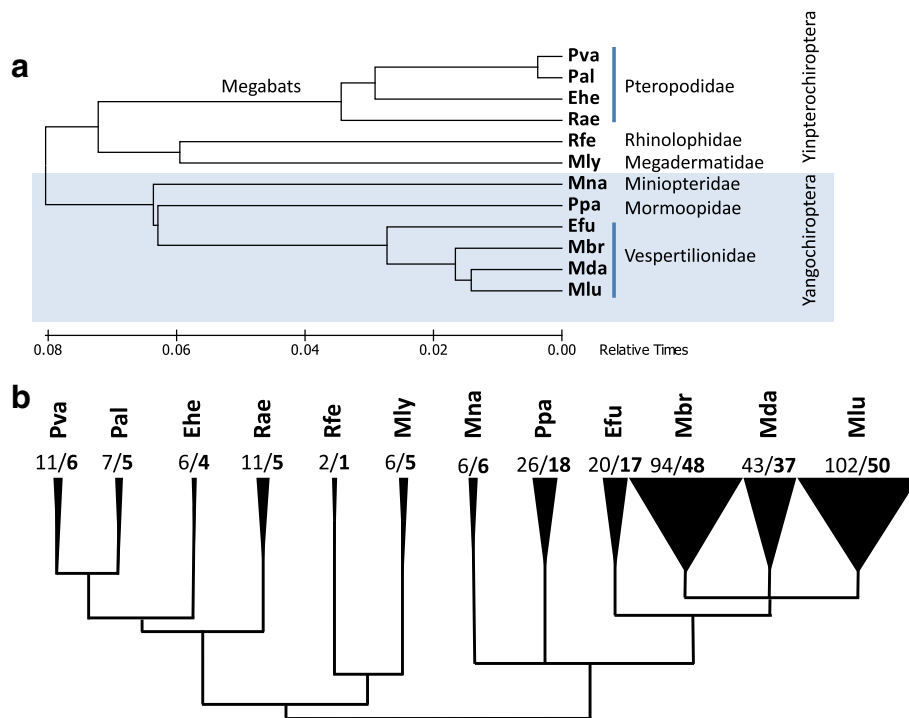 a
Pva
Pal
Ehe
Rae
Rfe
Mly
Mna
Ppa
Efu
Mbr
Mda
Mlu
Megabats
Pteropodidae
Rhinolophidae
Megadermatidae
Miniopteridae
Mormoopidae
Vespertilionidae
Yinpterochiroptera
Yangochiroptera
0.08 0.06 0.04 0.02 0.00 Relative Times
b
Pva Pal Ehe Rae Rfe Mly Mna Ppa Efu Mbr Mda Mlu
11/6 7/5 6/4 11/5 2/1 6/5 6/6 26/18 20/17 94/48 43/37 102/50